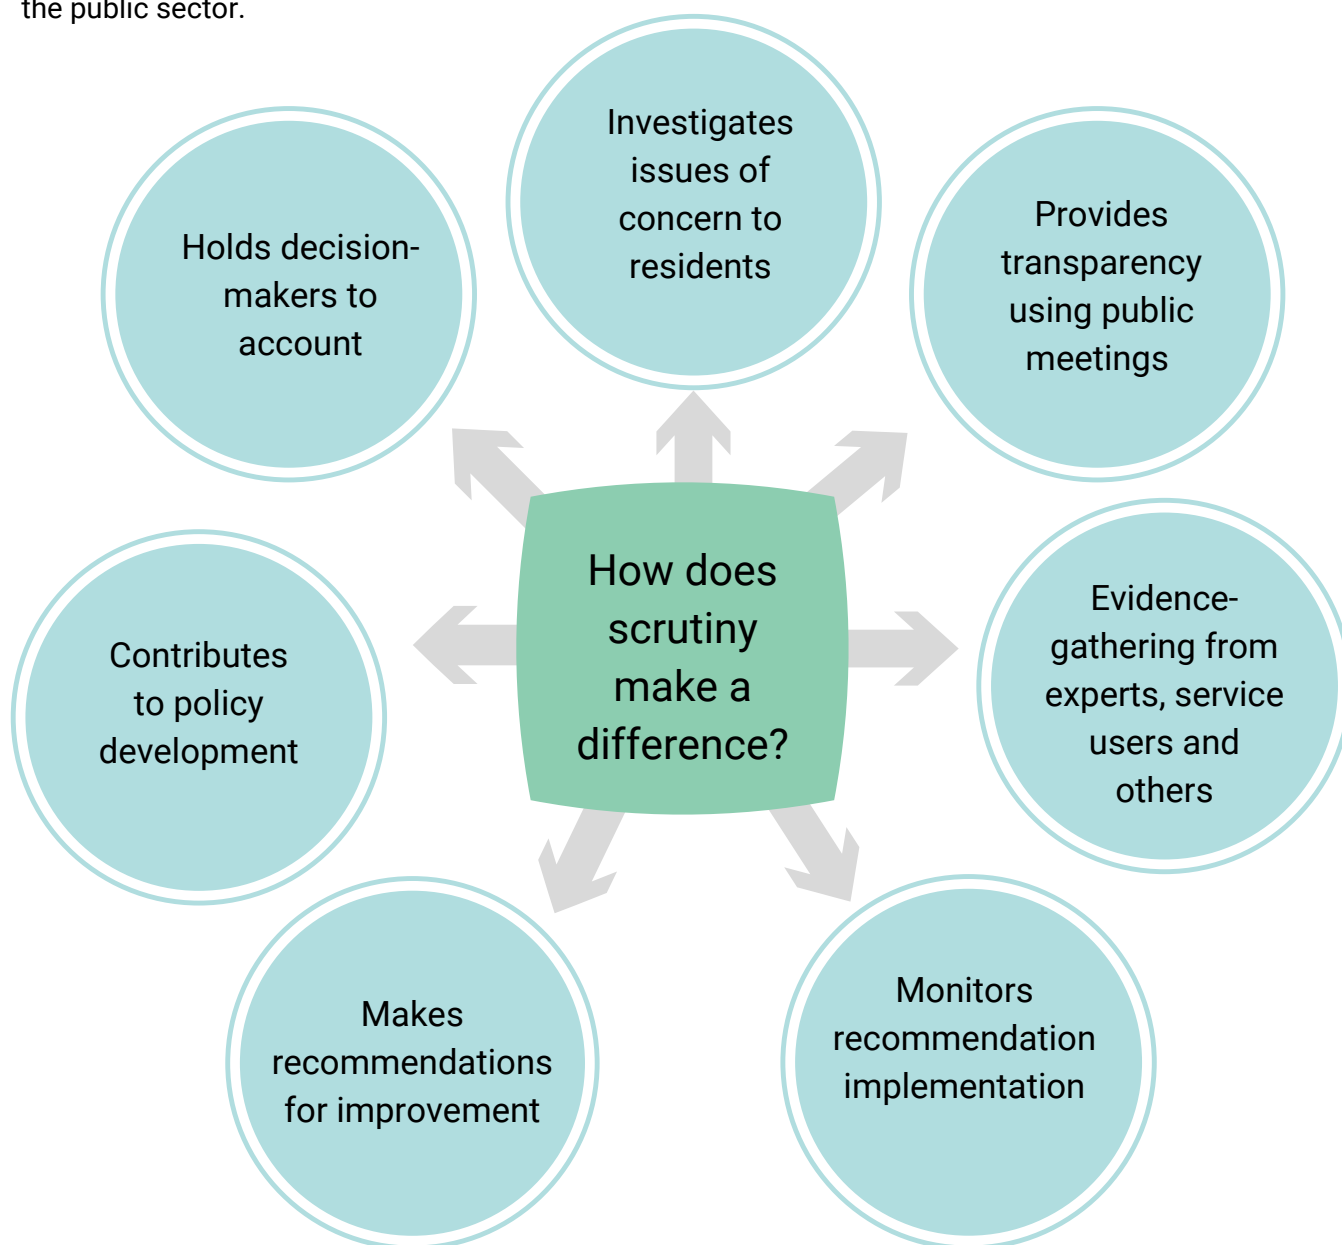 the public sector.
Investigates
issues of
concern to
residents
Provides
transparency
using public
meetings
Holds decision-
makers to
account
How does
scrutiny
make a
difference?
Evidence-
gathering from
experts, service
users and
others
Contributes
to policy
development
Makes
recommendations
for improvement
Monitors
recommendation
implementation